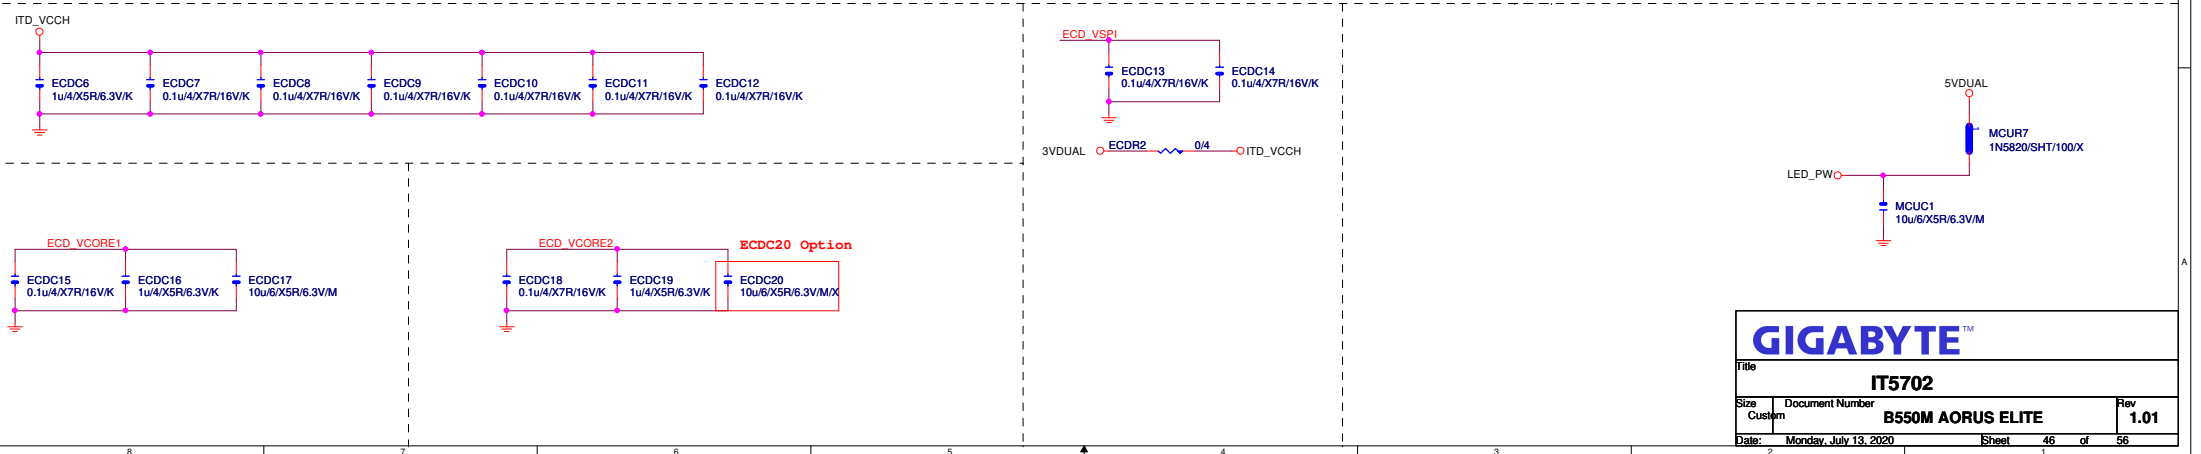 ITD_VCCH
ECDC6
1u/4/X5R/6.3V/K
ECDC7
0.1u/4/X7R/16V/K
ECDC8
0.1u/4/X7R/16V/K
ECDC9
0.1u/4/X7R/16V/K
ECDC10
0.1u/4/X7R/16V/K
ECDC11
0.1u/4/X7R/16V/K
ECDC12
0.1u/4/X7R/16V/K
ECD_VSPI
ECDC13
0.1u/4/X7R/16V/K
ECDC14
0.1u/4/X7R/16V/K
3VDUAL
ECDR2
0/4
ITD_VCCH
5VDUAL
MCUR7
1N5820/SHT/100/X
LED_PW
MCUC1
10u/6/X5R/6.3V/M
ECD_VCORE1
ECDC15
0.1u/4/X7R/16V/K
ECDC16
1u/4/X5R/6.3V/K
ECDC17
10u/6/X5R/6.3V/M
ECD_VCORE2
ECDC20 Option
ECDC18
0.1u/4/X7R/16V/K
ECDC19
1u/4/X5R/6.3V/K
ECDC20
10u/6/X5R/6.3V/M/X
A
GIGABYTE™
Title
IT5702
Size
Custom
Document Number
B550M AORUS ELITE
Rev
1.01
Date: Monday, July 13, 2020
Sheet 46 of 56
8 7 6 5 4 3 2 1